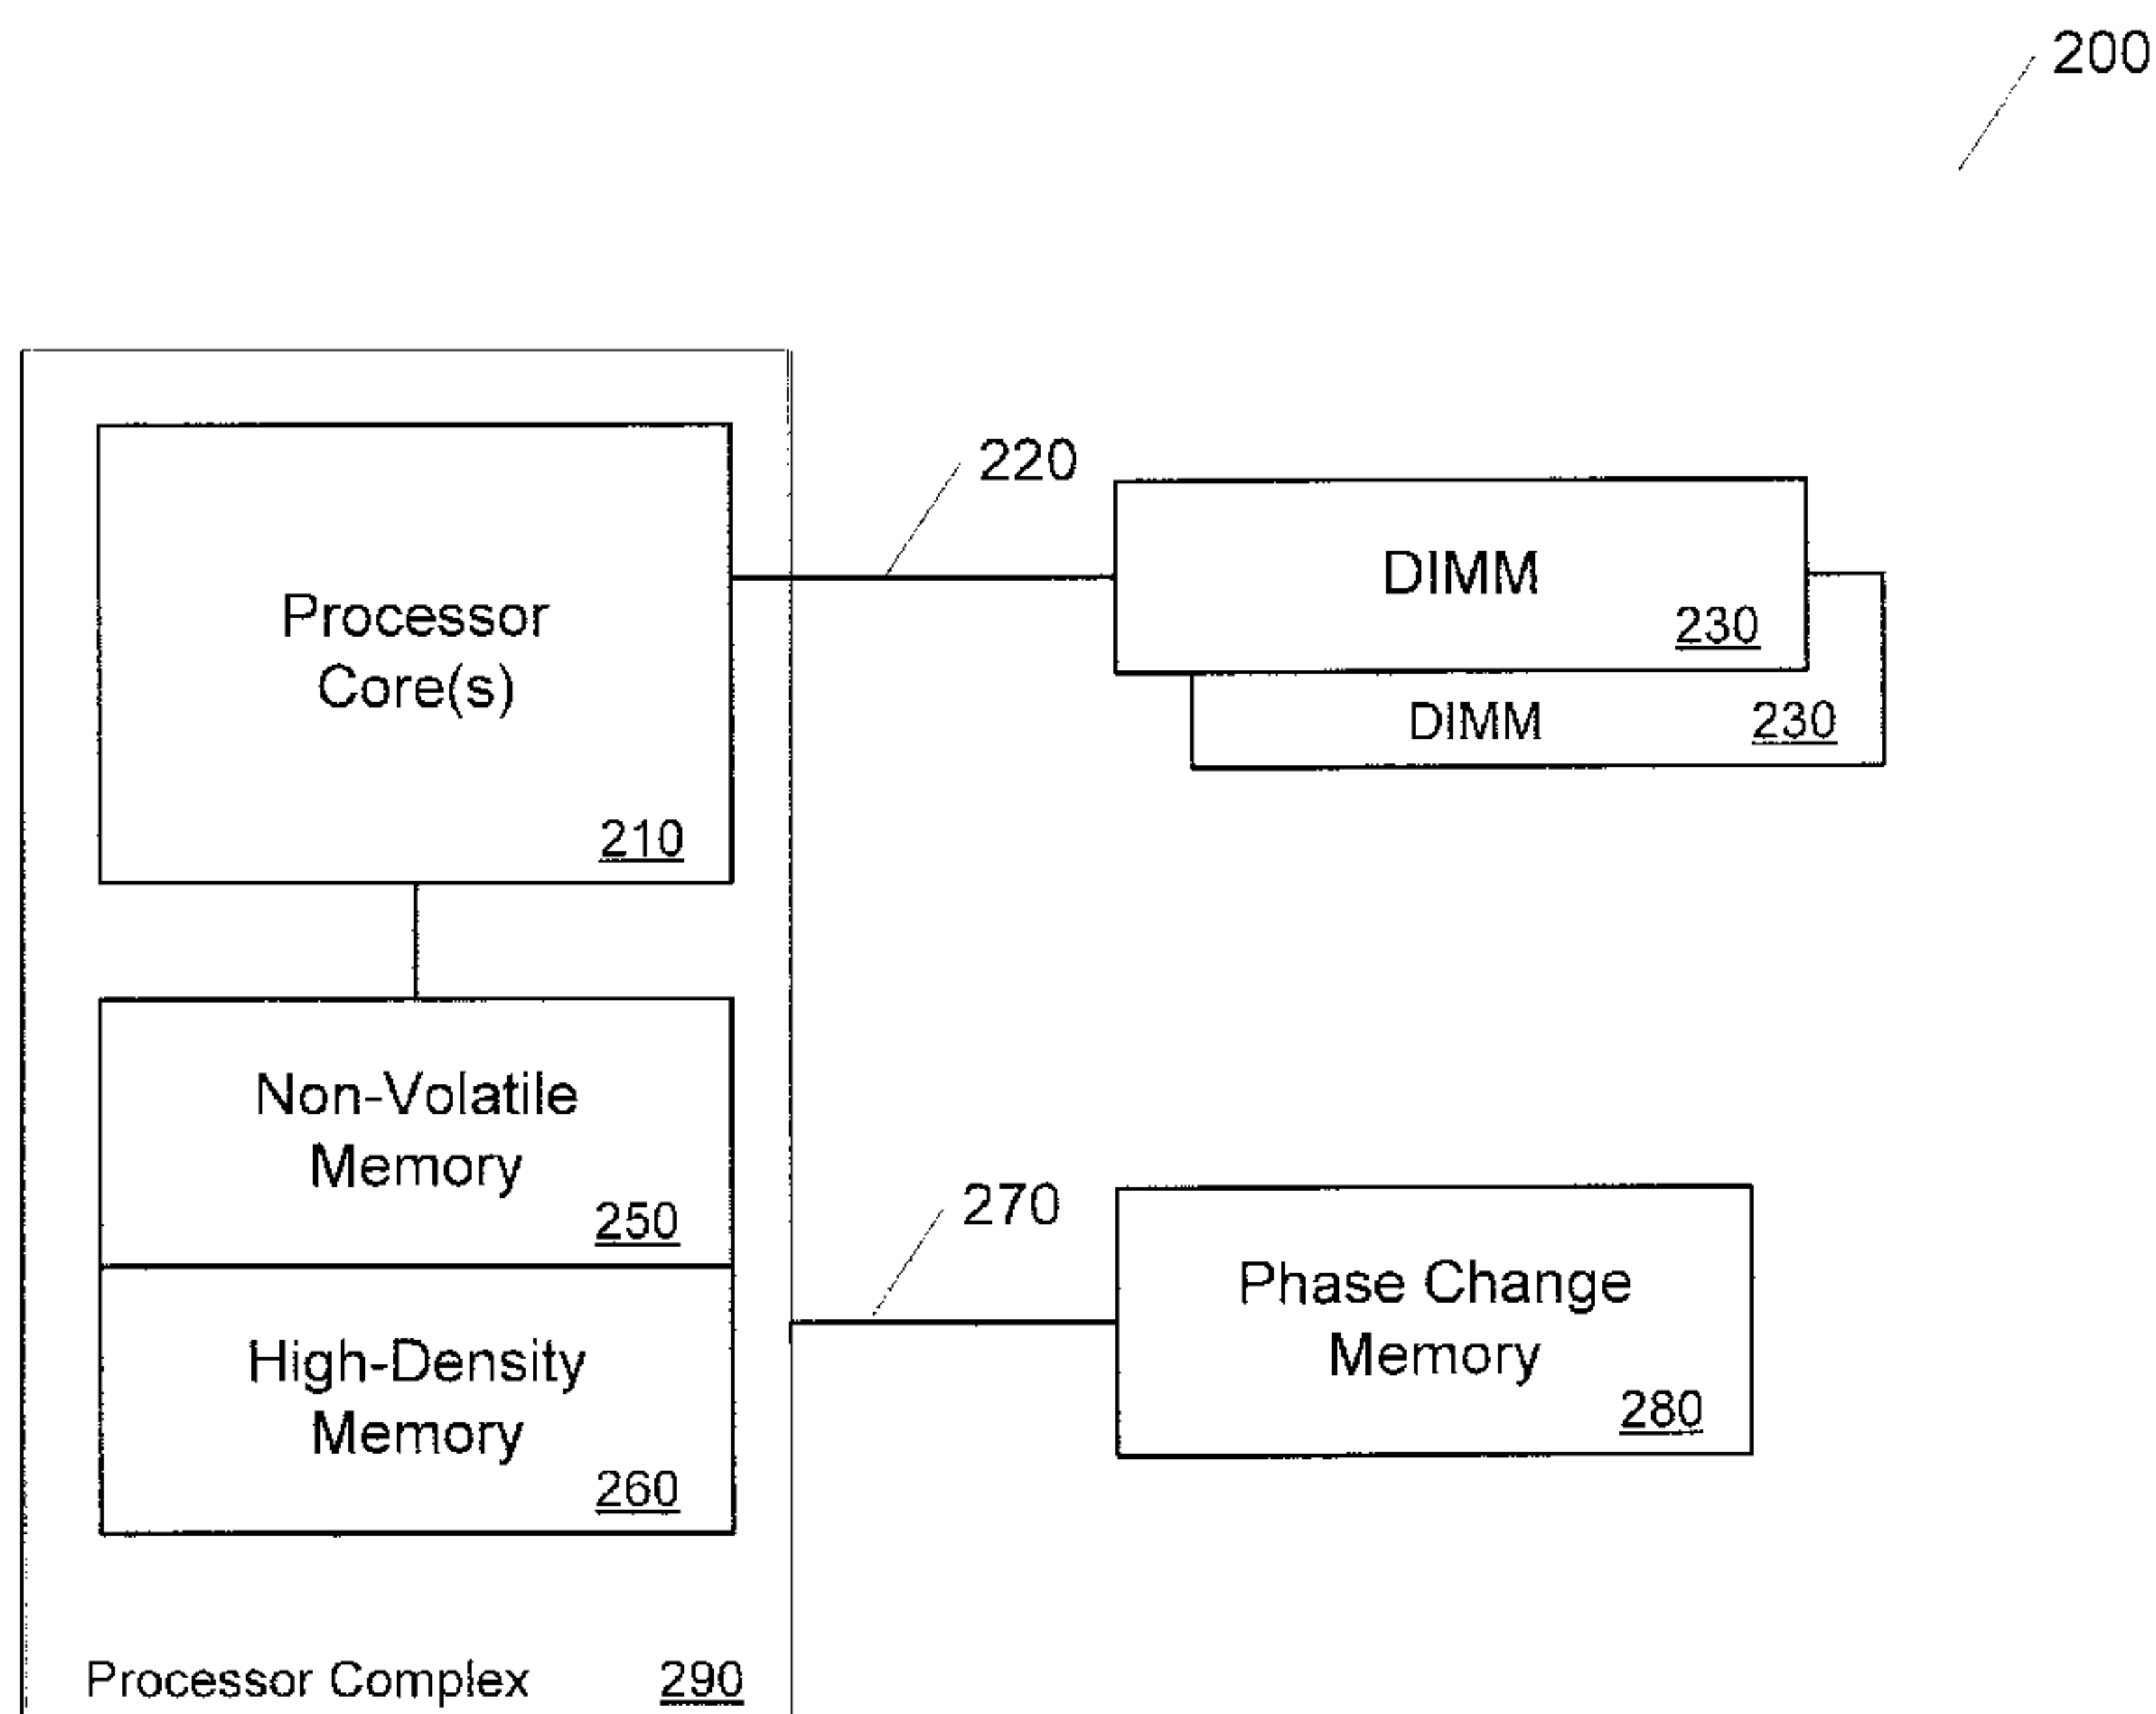 200
Processor
Core(s)
210
220
DIMM
230
DIMM 230
Non-Volatile
Memory
250
High-Density
Memory
260
270
Phase Change
Memory
280
Processor Complex 290